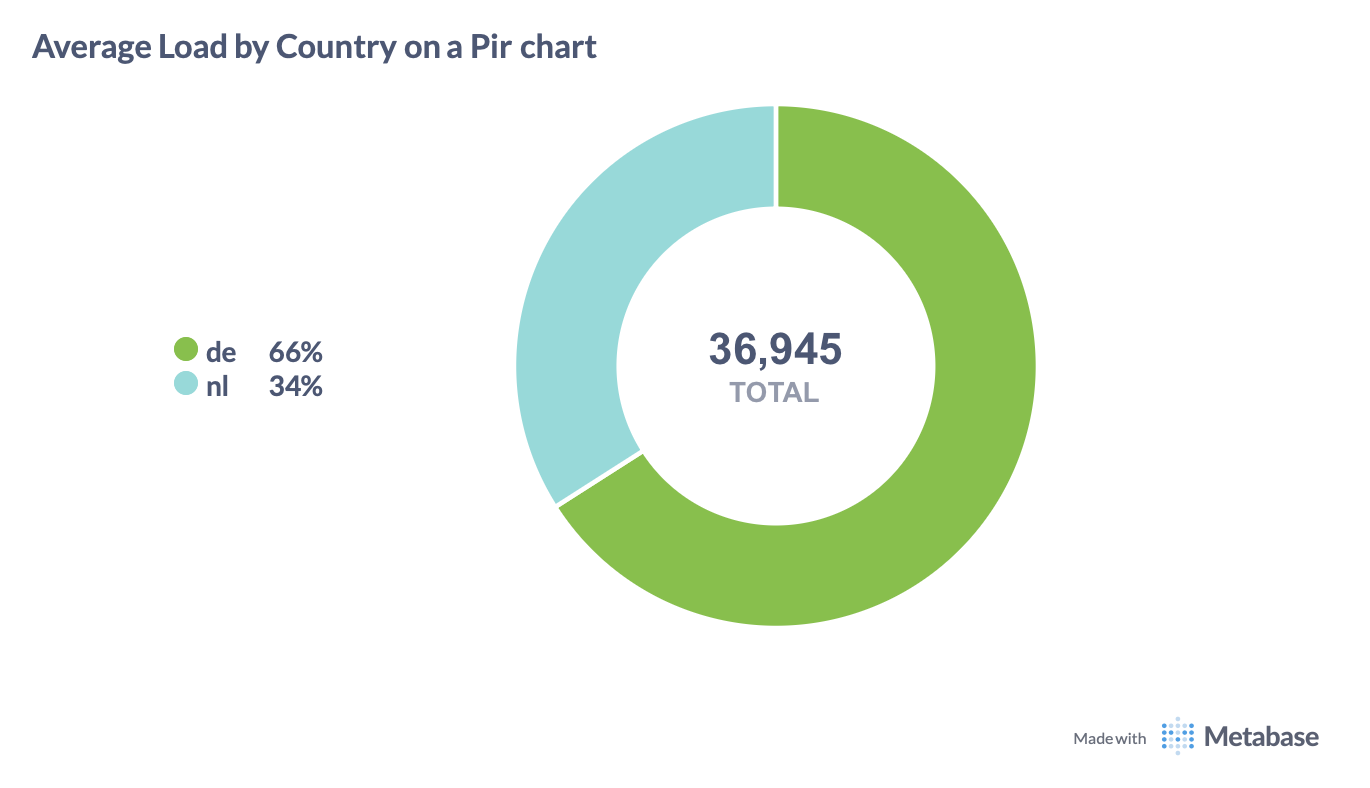 Average Load by Country on a Pir chart
de 66%
nl 34%
36,945
TOTAL
Made with Metabase